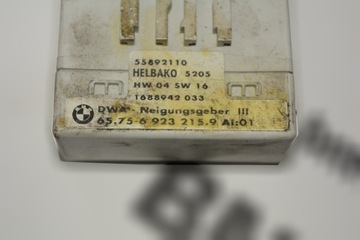 55892110
HELBAKO 5205
HW 04 SW 16
1688942 033
DWA - Neigungsgeber III
65.75-6 923 215.9 AI:01